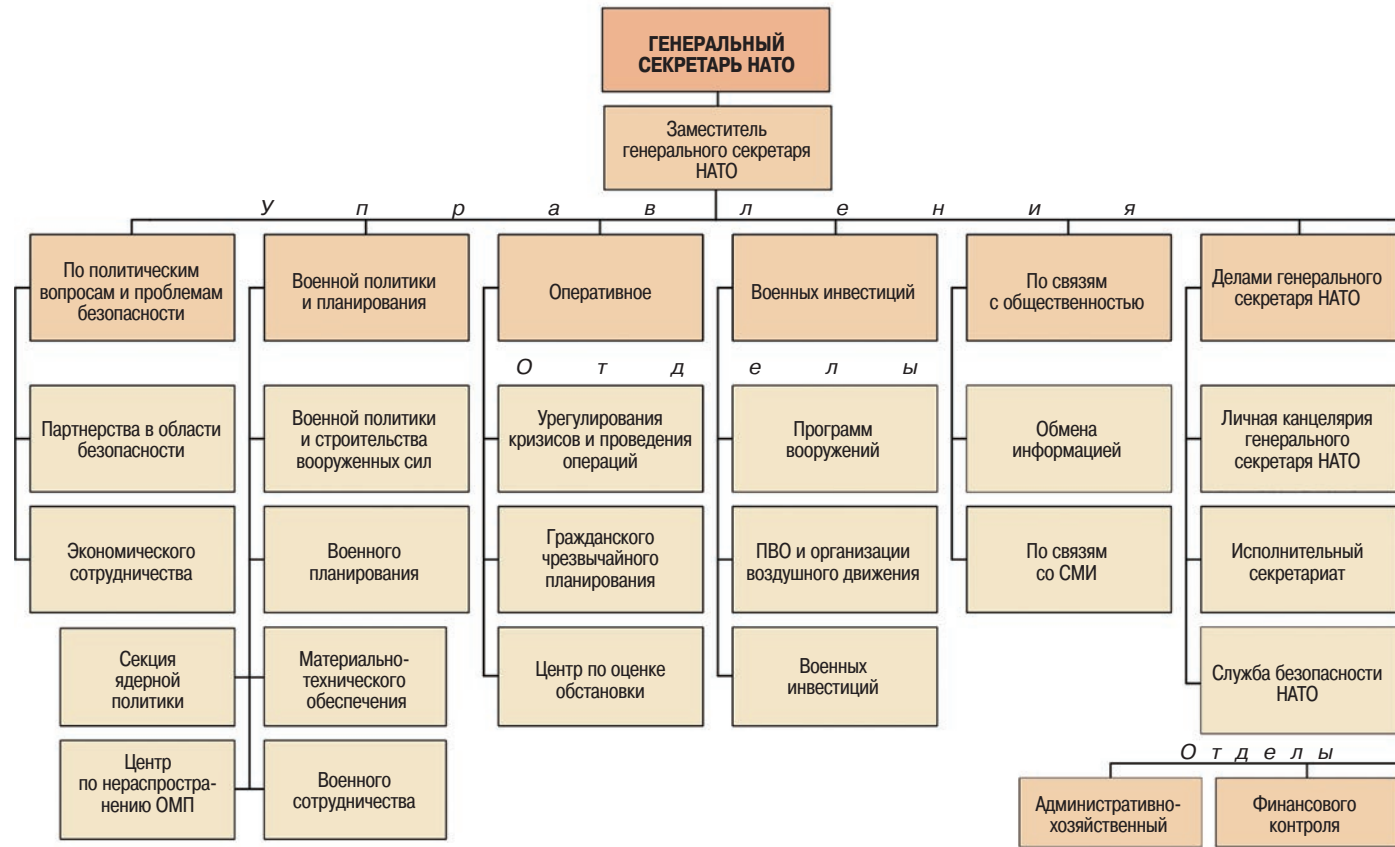 ГЕНЕРАЛЬНЫЙ
СЕКРЕТАРЬ НАТО
Заместитель
генерального секретаря
НАТО
Управления
По политическим
вопросам и проблемам
безопасности
Военной политики
и планирования
Оперативное
Военных инвестиций
По связям
с общественностью
Делами генерального
секретаря НАТО
Отделы
Партнерства в области
безопасности
Военной политики
и строительства
вооруженных сил
Урегулирования
кризисов и проведения
операций
Программ
вооружений
Обмена
информацией
Личная канцелярия
генерального
секретаря НАТО
Экономического
сотрудничества
Военного
планирования
Гражданского
чрезвычайного
планирования
ПВО и организации
воздушного движения
По связям
со СМИ
Исполнительный
секретариат
Секция
ядерной
политики
Материально-
технического
обеспечения
Центр по оценке
обстановки
Военных
инвестиций
Служба безопасности
НАТО
Центр
по нераспростра-
нению ОМП
Военного
сотрудничества
Отделы
Административно-
хозяйственный
Финансового
контроля